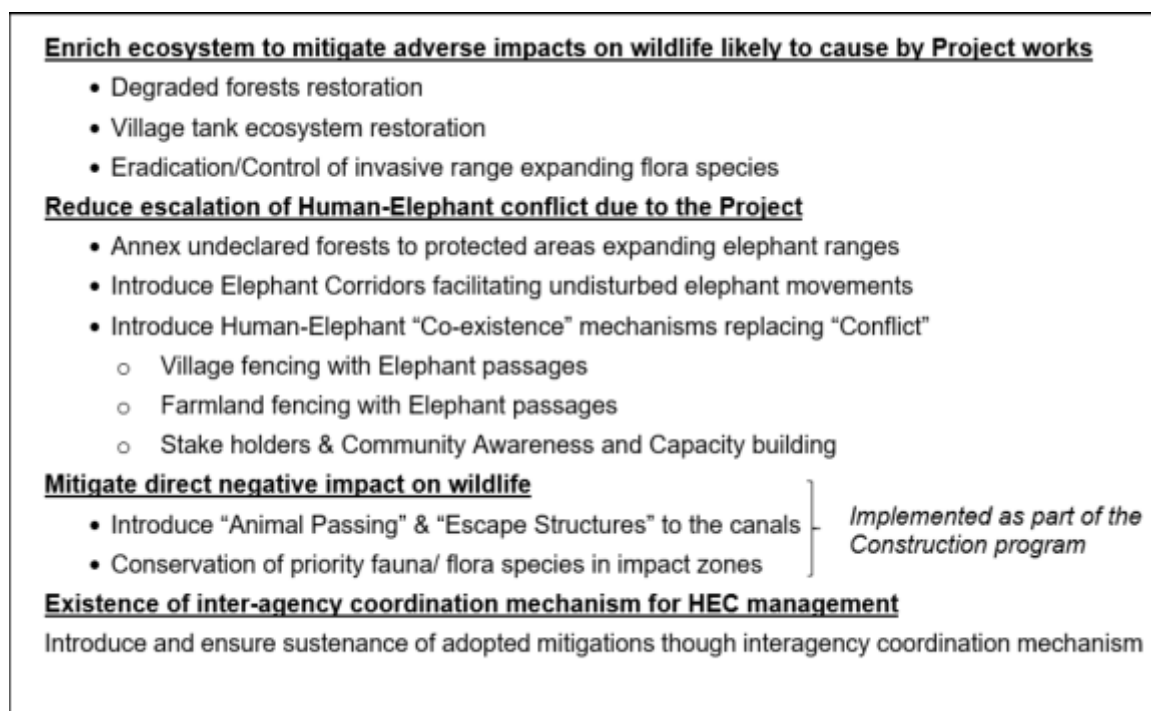 Enrich ecosystem to mitigate adverse impacts on wildlife likely to cause by Project works
• Degraded forests restoration
• Village tank ecosystem restoration
• Eradication/Control of invasive range expanding flora species
Reduce escalation of Human-Elephant conflict due to the Project
• Annex undeclared forests to protected areas expanding elephant ranges
• Introduce Elephant Corridors facilitating undisturbed elephant movements
• Introduce Human-Elephant “Co-existence” mechanisms replacing “Conflict”
o Village fencing with Elephant passages
o Farmland fencing with Elephant passages
o Stake holders & Community Awareness and Capacity building
Mitigate direct negative impact on wildlife
• Introduce “Animal Passing” & “Escape Structures” to the canals
• Conservation of priority fauna/ flora species in impact zones
Implemented as part of the
Construction program
Existence of inter-agency coordination mechanism for HEC management
Introduce and ensure sustenance of adopted mitigations though interagency coordination mechanism